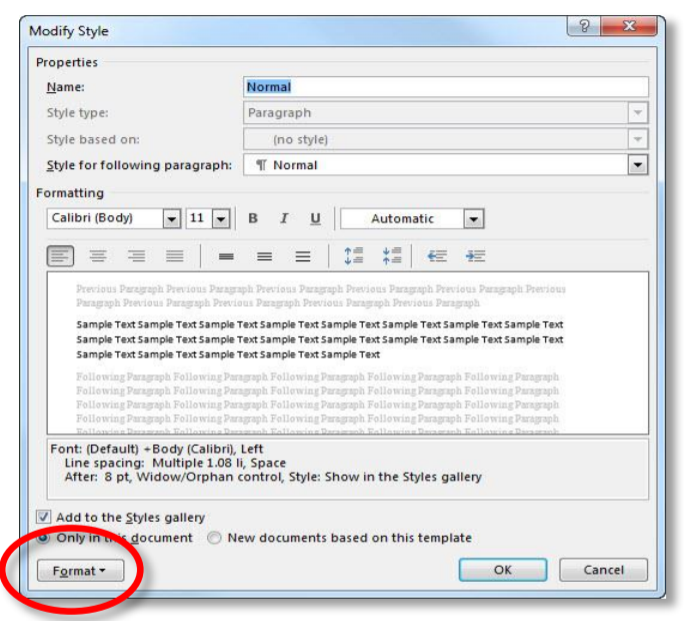 Modify Style
Properties
Name: Normal
Style type: Paragraph
Style based on: (no style)
Style for following paragraph: ¶ Normal
Formatting
Calibri (Body) 11 B I U Automatic
Previous Paragraph Previous Paragraph Previous Paragraph Previous Paragraph Previous Paragraph Previous
Paragraph Previous Paragraph Previous Paragraph Previous Paragraph Previous Paragraph
Sample Text Sample Text Sample Text Sample Text Sample Text Sample Text Sample Text Sample Text
Sample Text Sample Text Sample Text Sample Text Sample Text Sample Text Sample Text Sample Text
Sample Text Sample Text Sample Text Sample Text Sample Text
Following Paragraph Following Paragraph Following Paragraph Following Paragraph Following Paragraph
Following Paragraph Following Paragraph Following Paragraph Following Paragraph Following Paragraph
Following Paragraph Following Paragraph Following Paragraph Following Paragraph Following Paragraph
Following Paragraph Following Paragraph Following Paragraph Following Paragraph Following Paragraph
Font: (Default) +Body (Calibri), Left
Line spacing: Multiple 1.08 li, Space
After: 8 pt, Widow/Orphan control, Style: Show in the Styles gallery
Add to the Styles gallery
Only in this document New documents based on this template
Format OK Cancel